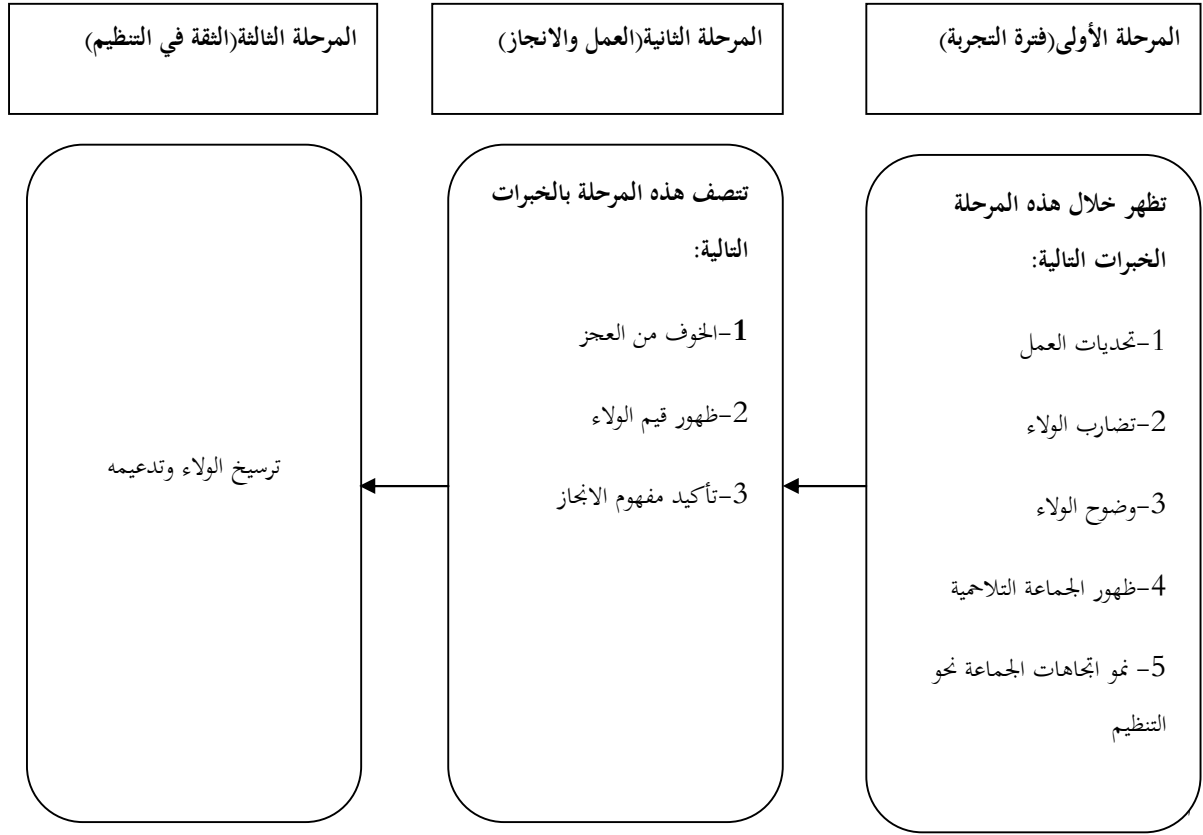 المرحلة الأولى(فترة التجربة)
المرحلة الثانية(العمل والانجاز)
المرحلة الثالثة(الثقة في التنظيم)
تظهر خلال هذه المرحلة
الخبرات التالية:
1-تحديات العمل
2-تضارب الولاء
3-وضوح الولاء
4-ظهور الجماعة التلاحمية
5- نمو اتجاهات الجماعة نحو
التنظيم
تتصف هذه المرحلة بالخبرات
التالية:
1-الخوف من العجز
2-ظهور قيم الولاء
3-تأكيد مفهوم الانجاز
ترسيخ الولاء وتدعيمه